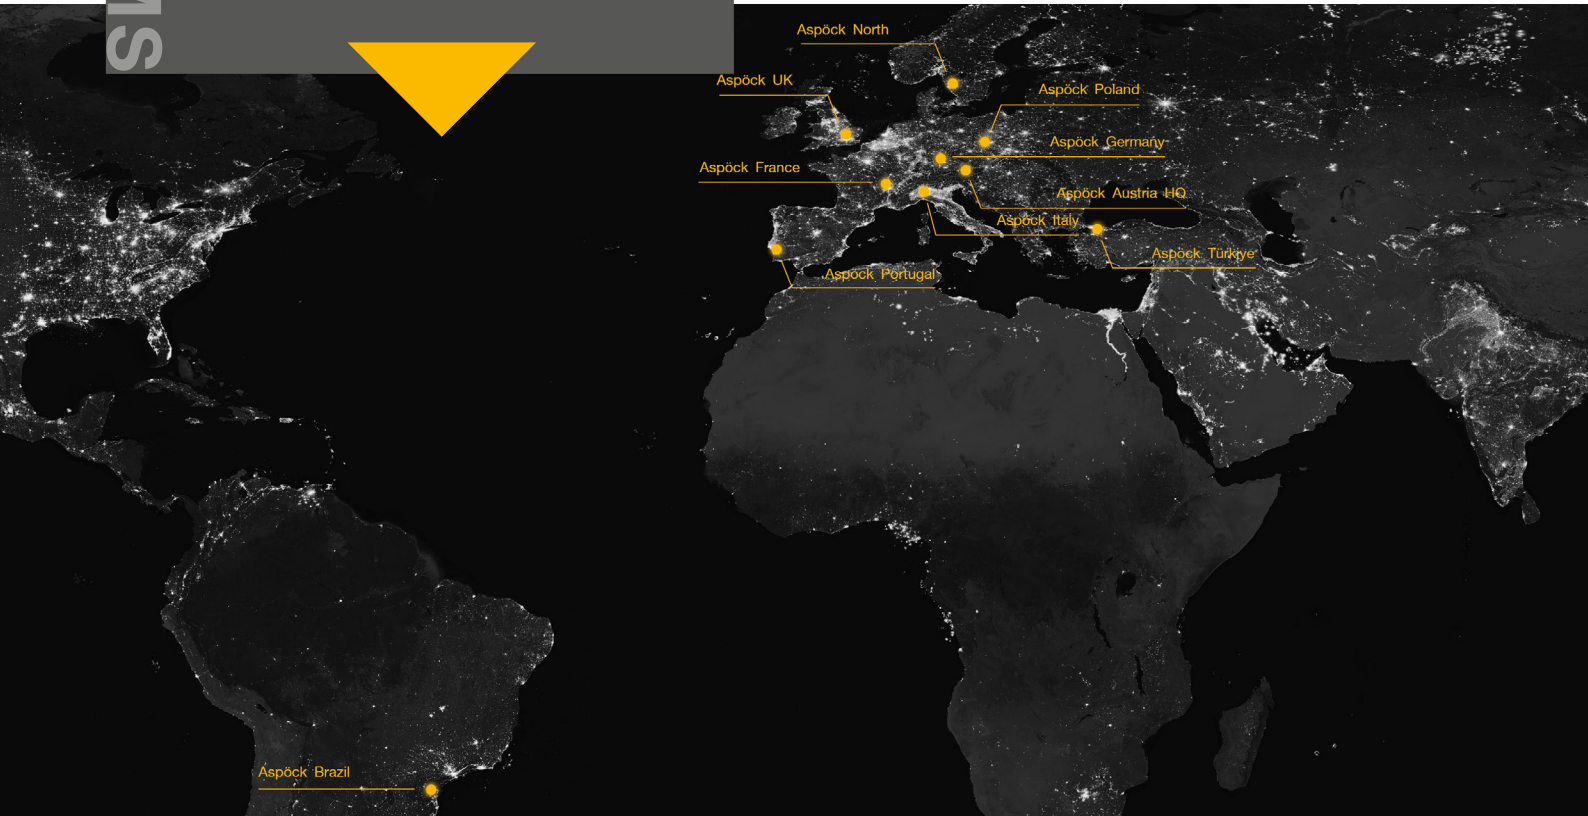 Aspöck North
Aspöck UK
Aspöck Poland
Aspöck Germany
Aspöck France
Aspöck Austria HQ
Aspöck Italy
Aspöck Türkiye
Aspöck Portugal
Aspöck Brazil